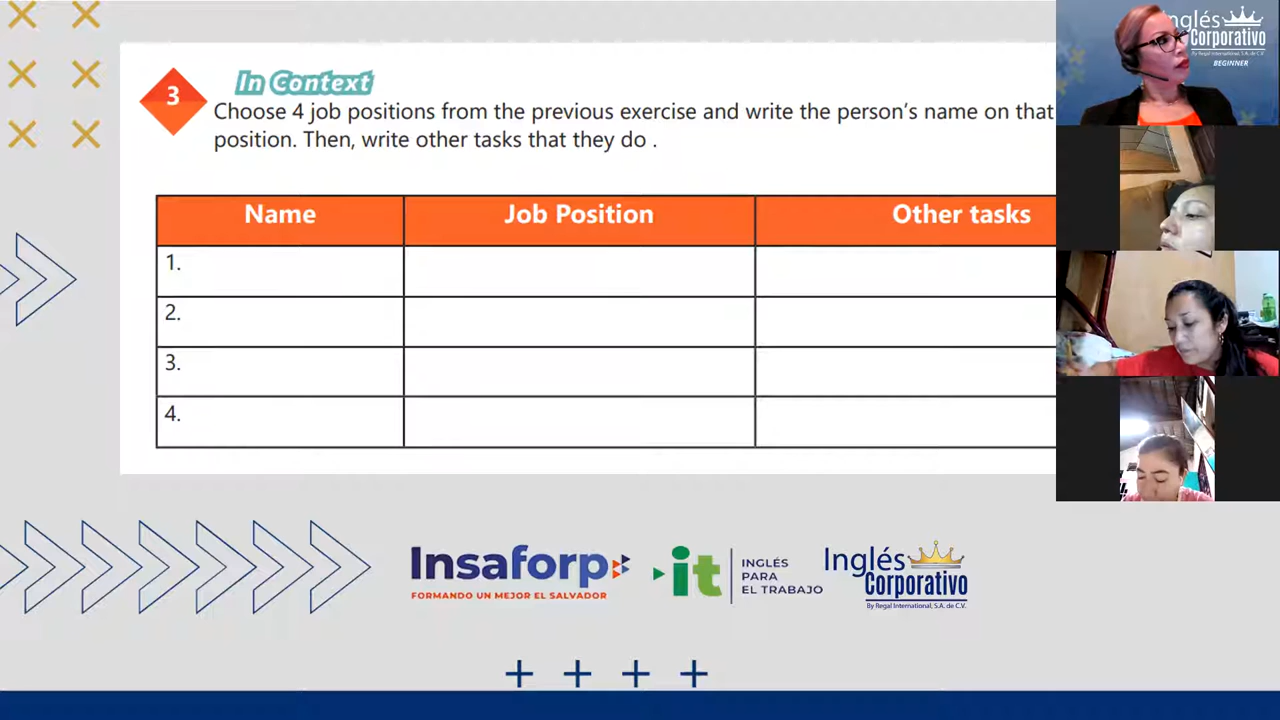 3
In Context
Choose 4 job positions from the previous exercise and write the person's name on that
position. Then, write other tasks that they do .
Name Job Position Other tasks
1.
2.
3.
4.
Insaforp
FORMANDO UN MEJOR EL SALVADOR
it
INGLÉS
PARA
EL TRABAJO
Inglés
Corporativo
By Regal International, S.A. de C.V.
nglés
Corporativo
By Regal International, S.A. de C.V.
BEGINNER